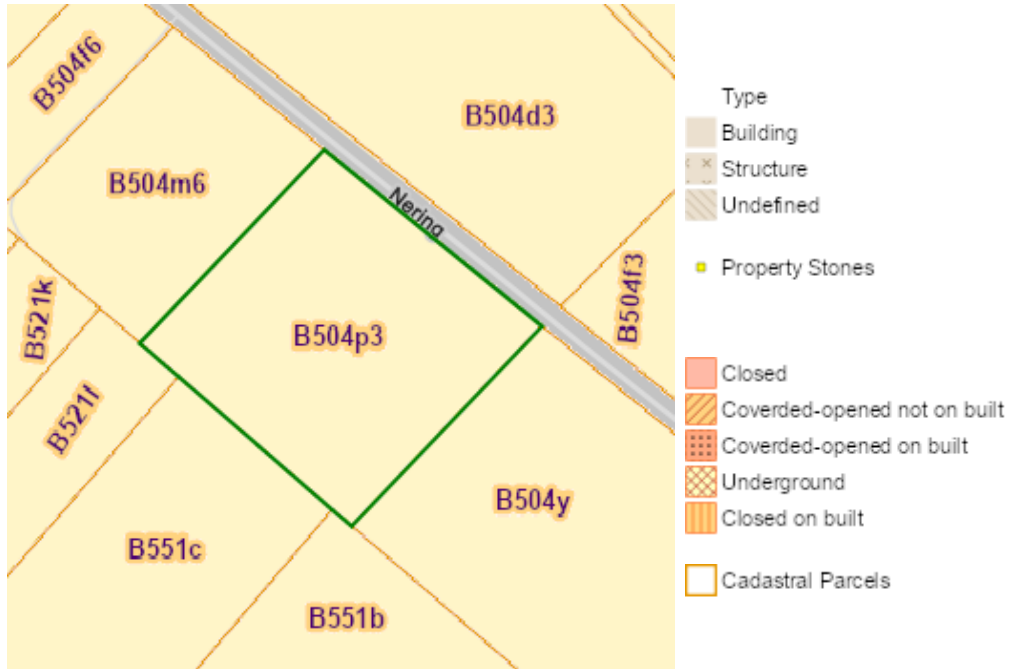 B504f6
B504d3
B504m6
Nering
B504f3
B521k
B504p3
B521f
B504y
B551c
B551b
Type
Building
Structure
Undefined
Property Stones
Closed
Coverded-opened not on built
Coverded-opened on built
Underground
Closed on built
Cadastral Parcels